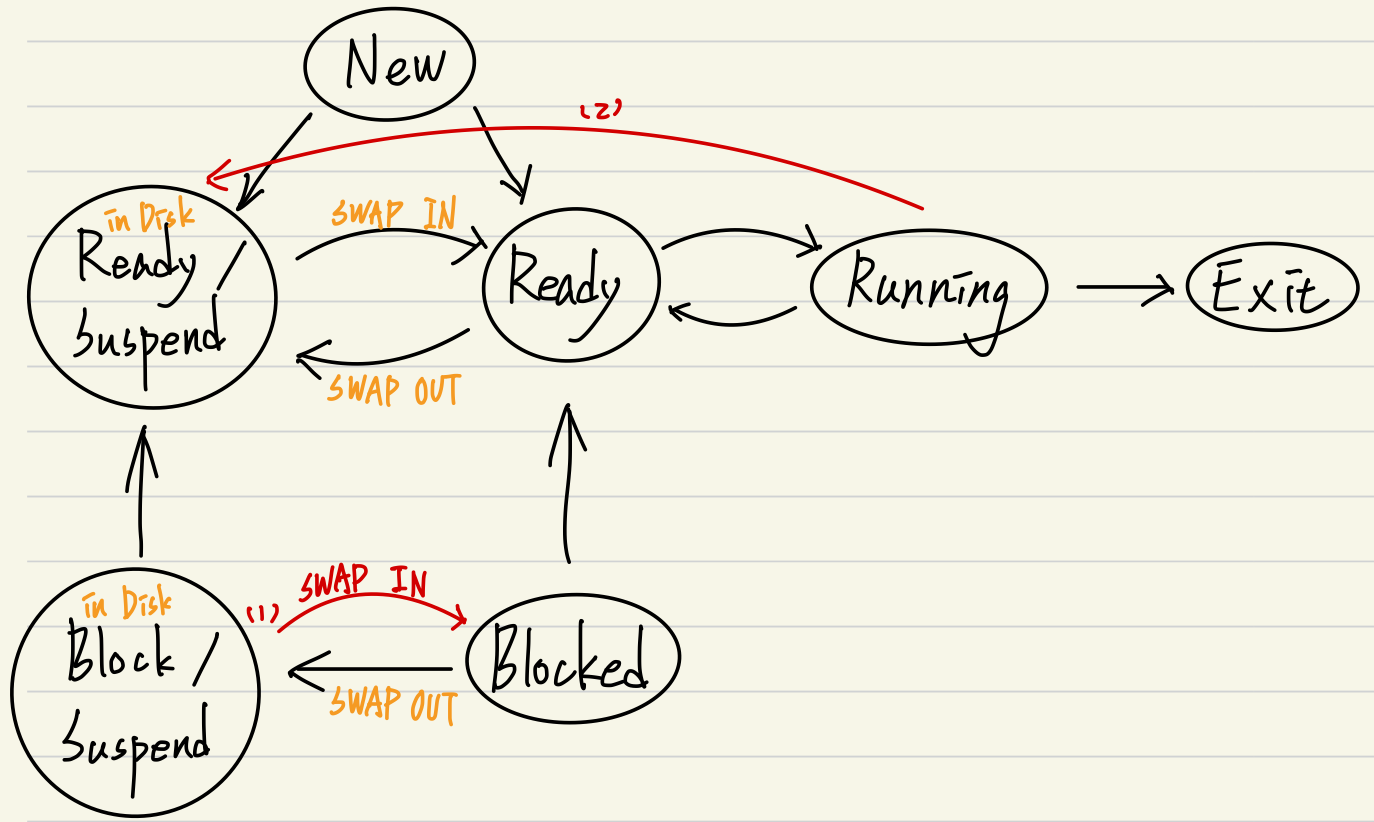 New
(2)
in Disk
Ready /
Suspend
SWAP IN
SWAP OUT
Ready
Running
Exit
in Disk
Block /
Suspend
(1)
SWAP IN
SWAP OUT
Blocked